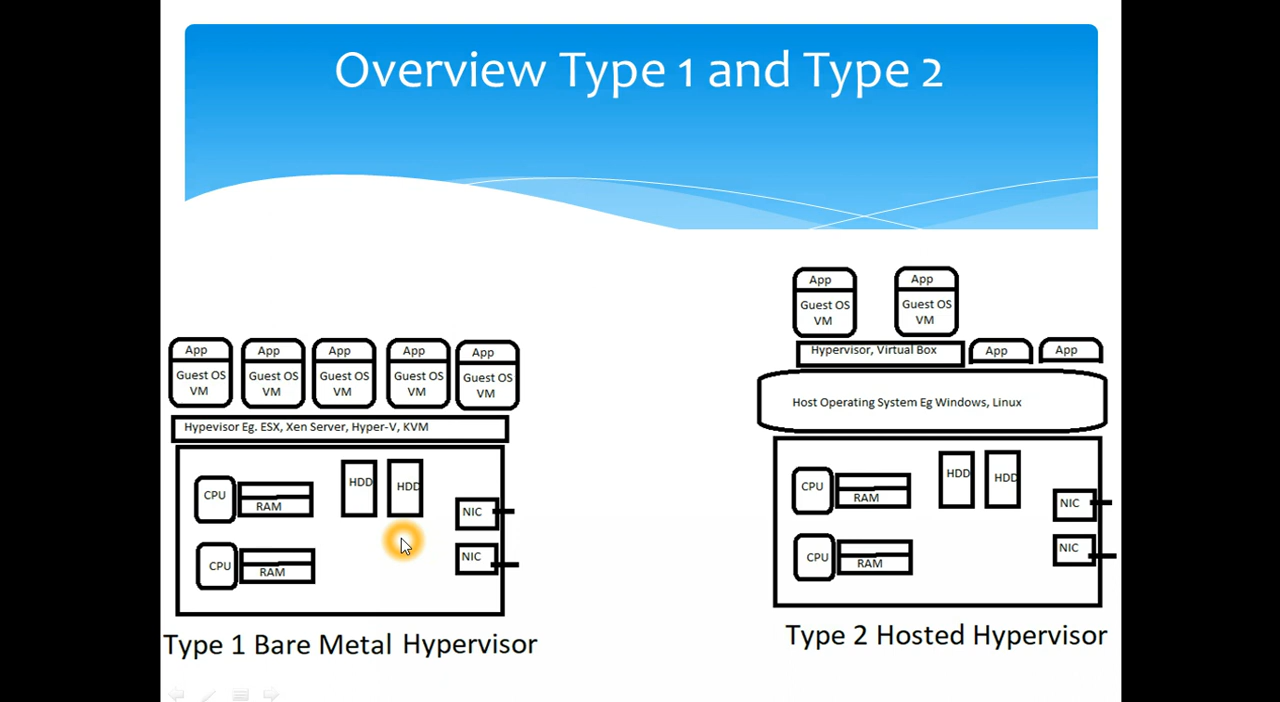 Overview Type 1 and Type 2
App
App
App
App
App
Guest OS
VM
Guest OS
VM
Guest OS
VM
Guest OS
VM
Guest OS
VM
Hypevisor Eg. ESX, Xen Server, Hyper-V, KVM
CPU
RAM
HDD
HDD
NIC
CPU
RAM
NIC
Type 1 Bare Metal Hypervisor
App
App
Guest OS
VM
Guest OS
VM
Hypervisor, Virtual Box
App
App
Host Operating System Eg Windows, Linux
CPU
RAM
HDD
HDD
NIC
CPU
RAM
NIC
Type 2 Hosted Hypervisor